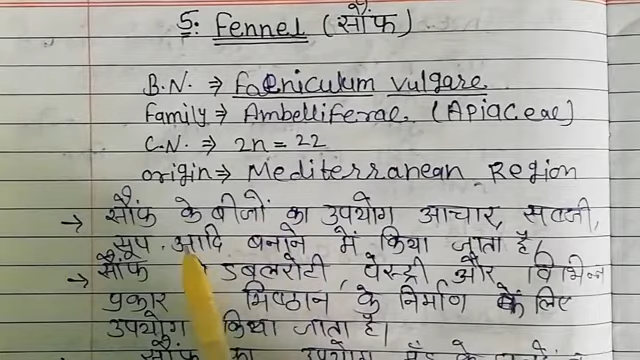 5. Fennel (सौंफ)
B.N. ⇒ Foeniculum vulgare
Family ⇒ Ambelliferae. (Apiaceae)
C.N. ⇒ 2n = 22
origin ⇒ Mediterranean Region
→ सौंफ के बीजों का उपयोग आचार, सब्जी,
सूप, आदि बनाने में किया जाता है।
→ सौंफ डबलरोटी, पेस्ट्री और विभिन्न
प्रकार मिष्ठान के निर्माण के लिए
उपयोग किया जाता है।
सौंफ का उपयोग